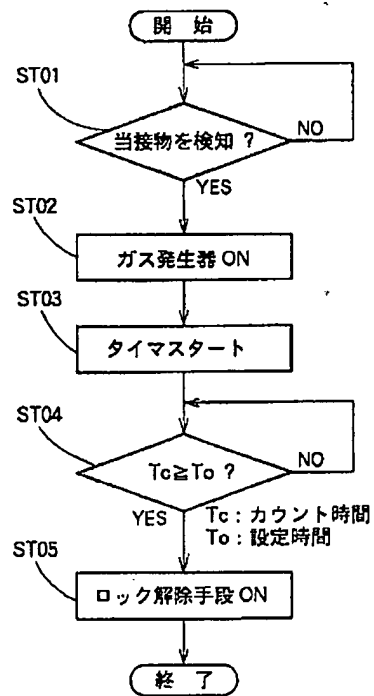 開 始
ST01
当接物を検知 ?
NO
YES
ST02
ガス発生器 ON
ST03
タイマスタート
ST04
Tc≧To ?
NO
YES
Tc : カウント時間
To : 設定時間
ST05
ロック解除手段 ON
終 了